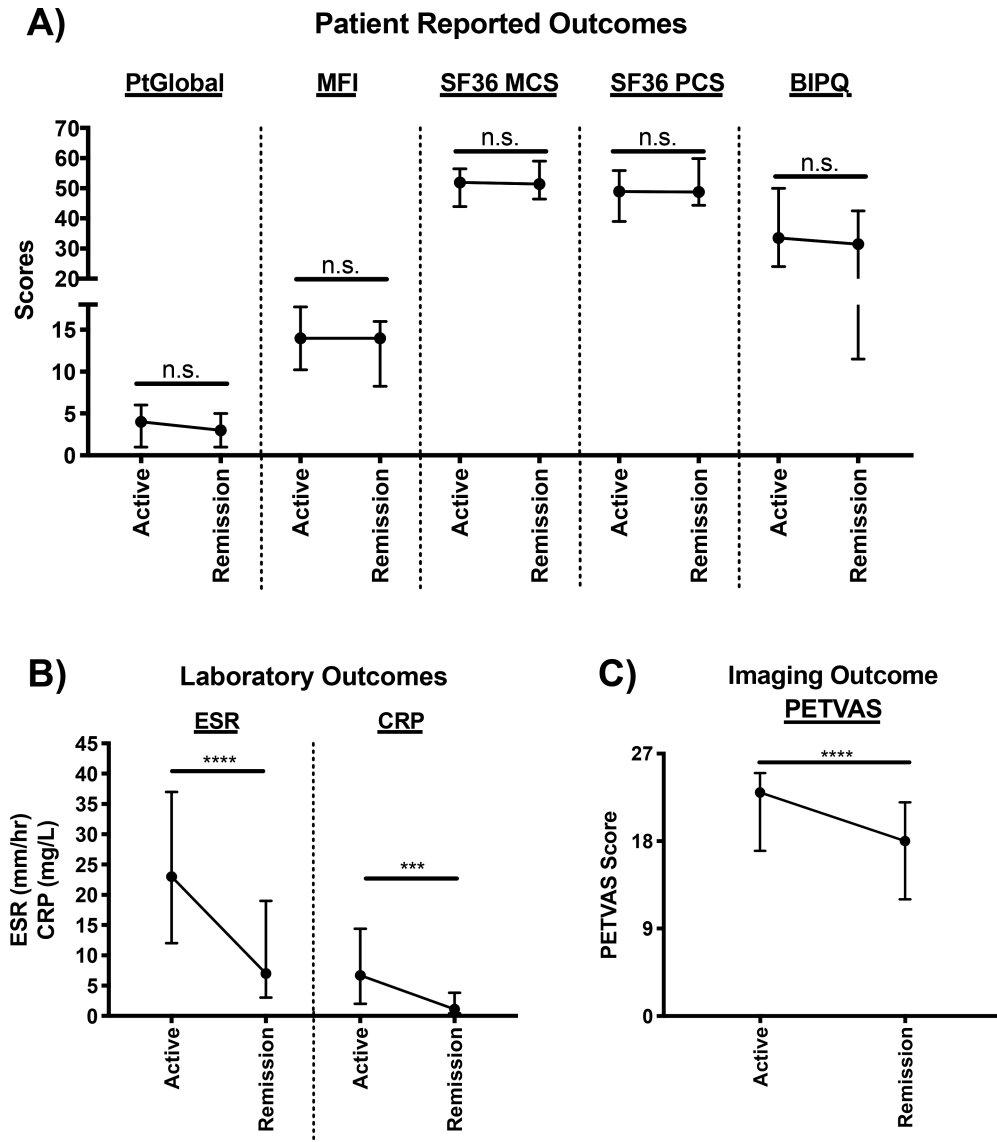 A)
Patient Reported Outcomes
PtGlobal MFI SF36 MCS SF36 PCS BIPQ
Scores
70
60
50
40
30
20
15
10
5
0
n.s. n.s. n.s. n.s. n.s.
Active Remission Active Remission Active Remission Active Remission Active Remission
B)
Laboratory Outcomes
ESR CRP
ESR (mm/hr)
CRP (mg/L)
45
40
35
30
25
20
15
10
5
0
**** ***
Active Remission Active Remission
C)
Imaging Outcome
PETVAS
PETVAS Score
27
18
9
0
****
Active Remission